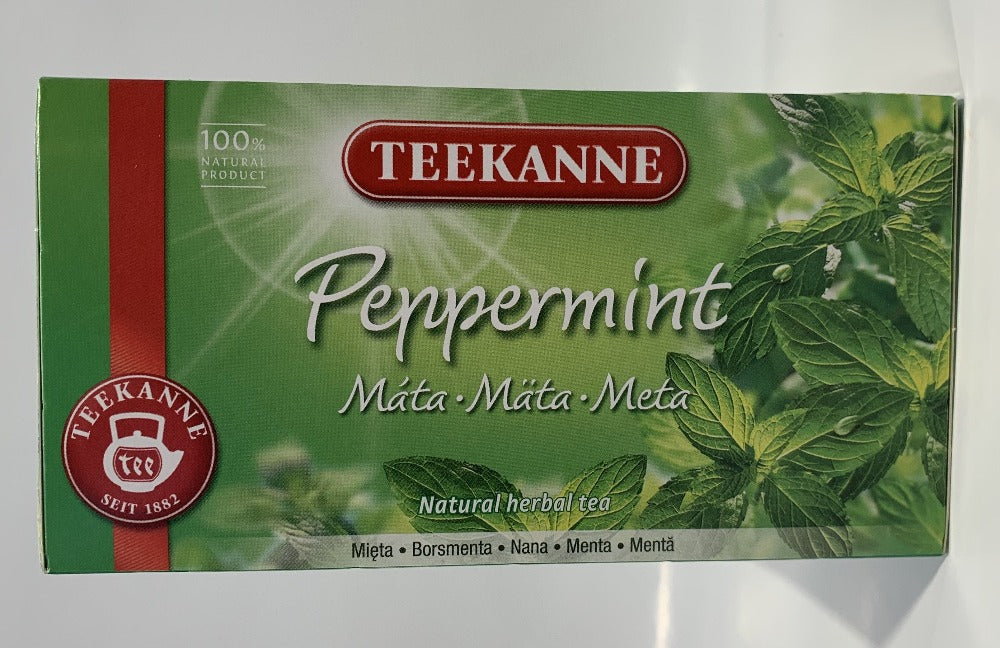 100%
NATURAL
PRODUCT
TEEKANNE
Peppermint
Máta · Mäta · Meta
TEEKANNE
tee
SEIT 1882
Natural herbal tea
Mięta • Borsmenta • Nana • Menta • Mentă